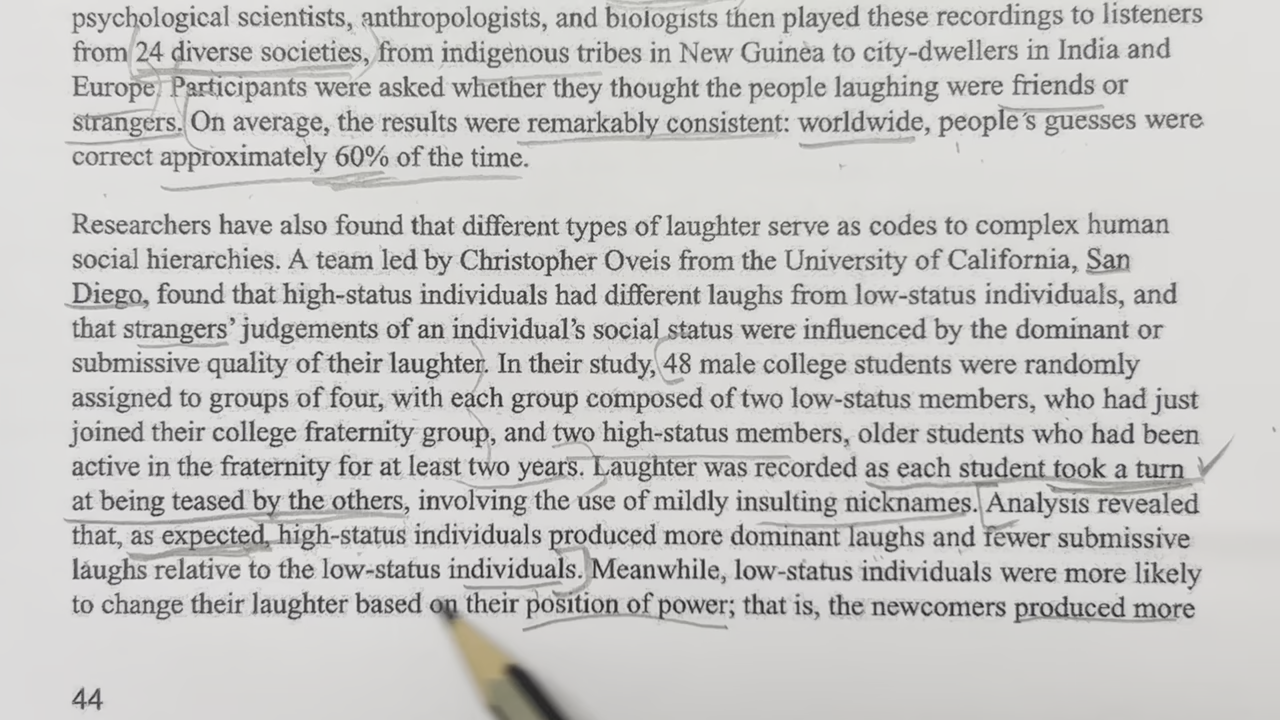 psychological scientists, anthropologists, and biologists then played these recordings to listeners
from 24 diverse societies, from indigenous tribes in New Guinea to city-dwellers in India and
Europe. Participants were asked whether they thought the people laughing were friends or
strangers. On average, the results were remarkably consistent: worldwide, people's guesses were
correct approximately 60% of the time.
Researchers have also found that different types of laughter serve as codes to complex human
social hierarchies. A team led by Christopher Oveis from the University of California, San
Diego, found that high-status individuals had different laughs from low-status individuals, and
that strangers' judgements of an individual's social status were influenced by the dominant or
submissive quality of their laughter. In their study, 48 male college students were randomly
assigned to groups of four, with each group composed of two low-status members, who had just
joined their college fraternity group, and two high-status members, older students who had been
active in the fraternity for at least two years. Laughter was recorded as each student took a turn
at being teased by the others, involving the use of mildly insulting nicknames. Analysis revealed
that, as expected, high-status individuals produced more dominant laughs and fewer submissive
laughs relative to the low-status individuals. Meanwhile, low-status individuals were more likely
to change their laughter based on their position of power; that is, the newcomers produced more
44